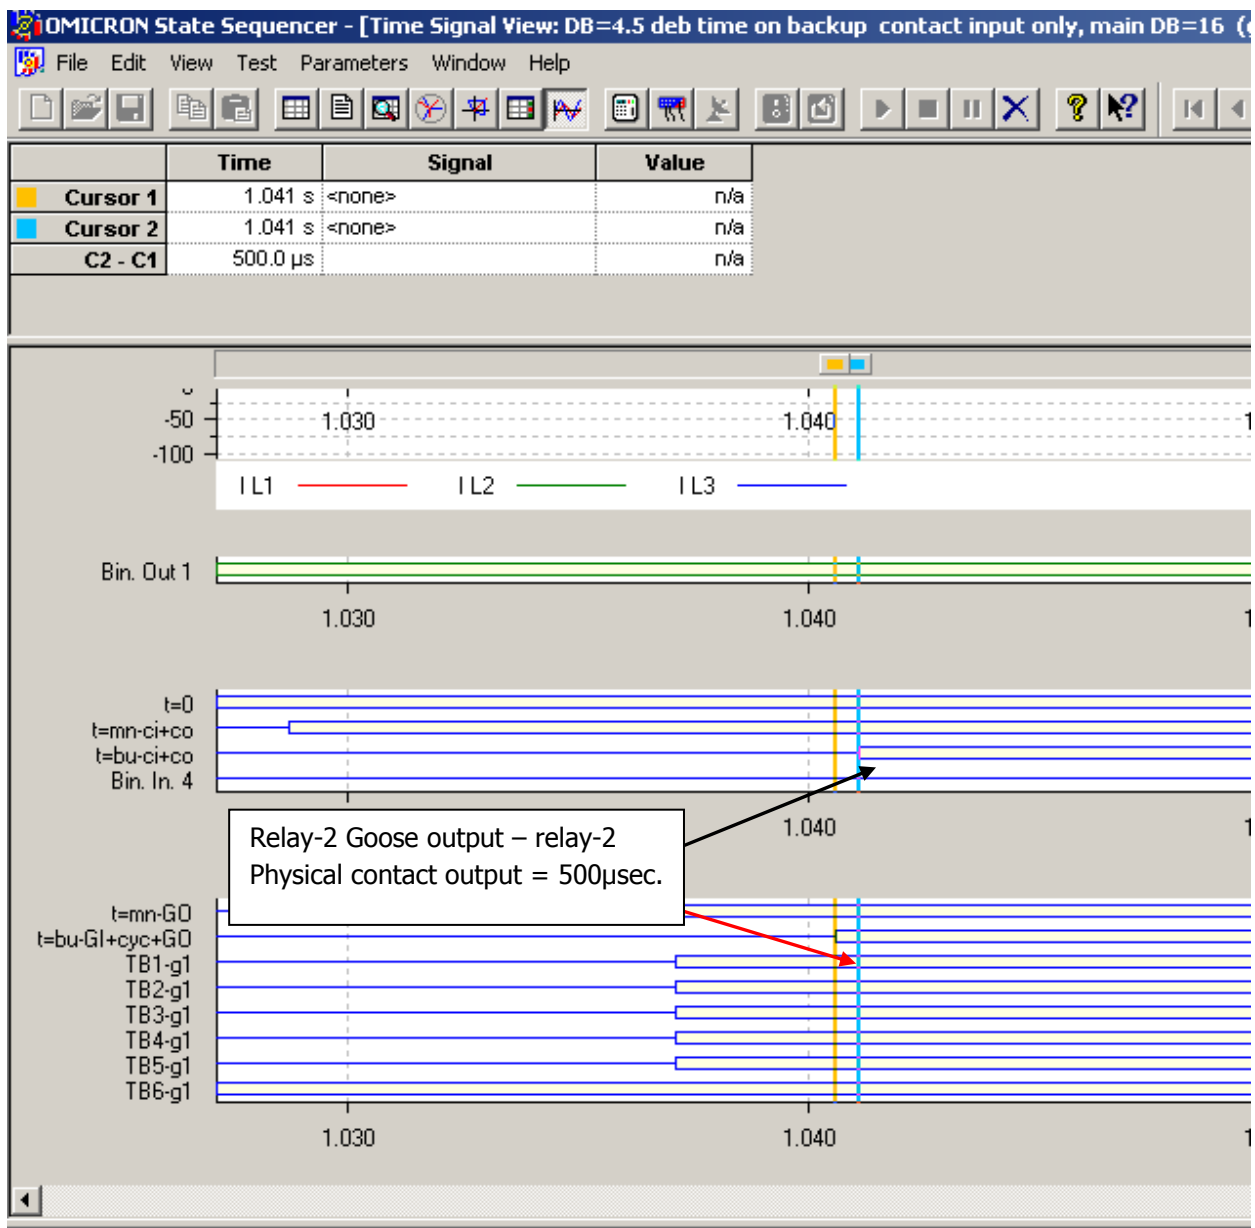 OMICRON State Sequencer - [Time Signal View: DB=4.5 deb time on backup contact input only, main DB=16 (
File Edit View Test Parameters Window Help
Time Signal Value
Cursor 1 1.041 s <none> n/a
Cursor 2 1.041 s <none> n/a
C2 - C1 500.0 µs n/a
-50
-100
1.030 1.040 1
I L1 I L2 I L3
Bin. Out 1
1.030 1.040 1
t=0
t=mn-ci+co
t=bu-ci+co
Bin. In. 4
1.040 1
Relay-2 Goose output – relay-2
Physical contact output = 500µsec.
t=mn-GO
t=bu-GI+cyc+GO
TB1-g1
TB2-g1
TB3-g1
TB4-g1
TB5-g1
TB6-g1
1.030 1.040 1